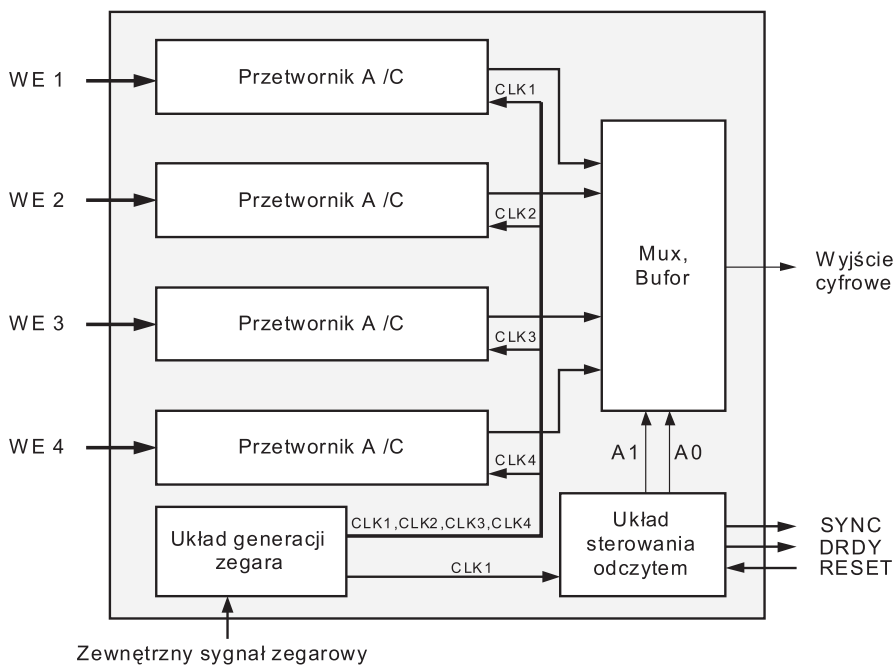 WE 1
Przetwornik A /C
CLK1
WE 2
Przetwornik A /C
CLK2
WE 3
Przetwornik A /C
CLK3
WE 4
Przetwornik A /C
CLK4
Mux,
Bufor
Wyjście
cyfrowe
A1
A0
Układ generacji
zegara
CLK1,CLK2,CLK3,CLK4
CLK1
Układ
sterowania
odczytem
SYNC
DRDY
RESET
Zewnętrzny sygnał zegarowy